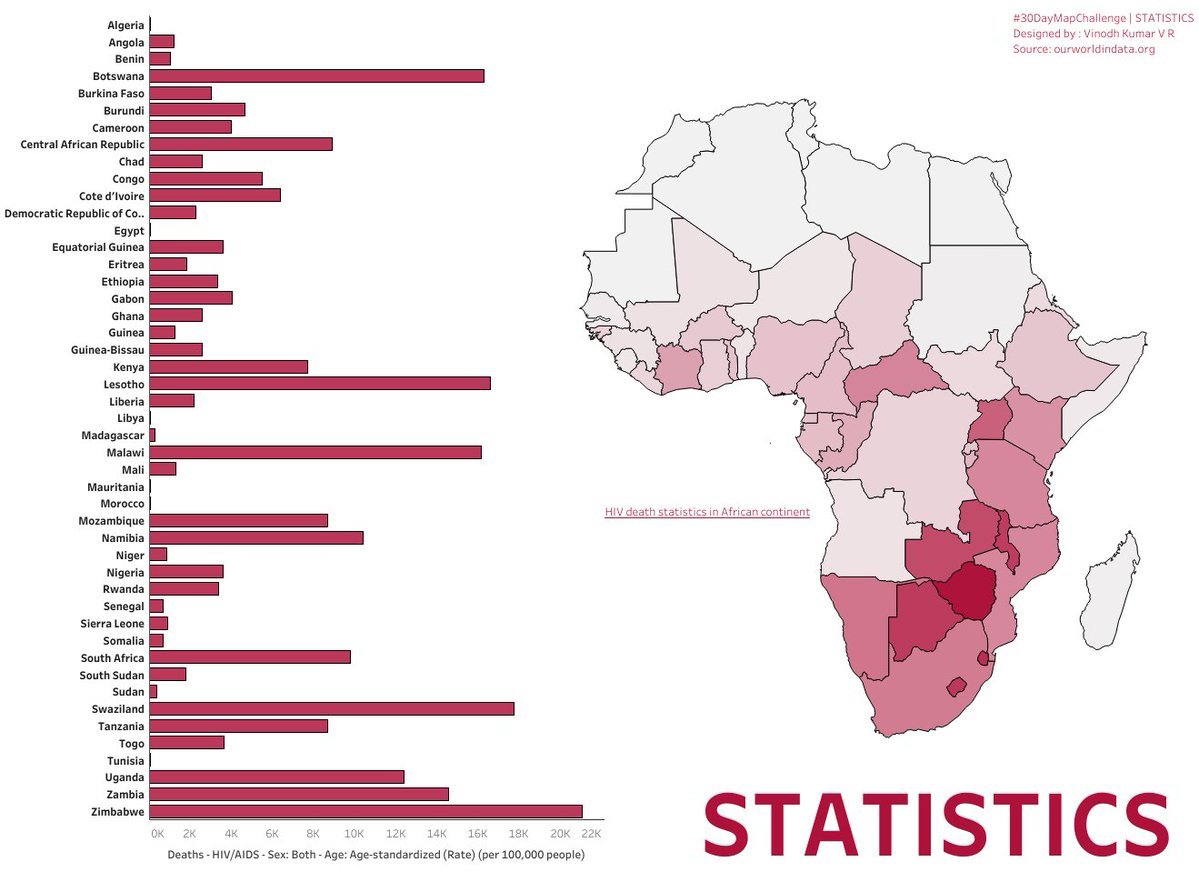 #30DayMapChallenge | STATISTICS
Designed by : Vinodh Kumar V R
Source: ourworldindata.org
Algeria
Angola
Benin
Botswana
Burkina Faso
Burundi
Cameroon
Central African Republic
Chad
Congo
Cote d'Ivoire
Democratic Republic of Co..
Egypt
Equatorial Guinea
Eritrea
Ethiopia
Gabon
Ghana
Guinea
Guinea-Bissau
Kenya
Lesotho
Liberia
Libya
Madagascar
Malawi
Mali
Mauritania
Morocco
Mozambique
Namibia
Niger
Nigeria
Rwanda
Senegal
Sierra Leone
Somalia
South Africa
South Sudan
Sudan
Swaziland
Tanzania
Togo
Tunisia
Uganda
Zambia
Zimbabwe
0K 2K 4K 6K 8K 10K 12K 14K 16K 18K 20K 22K
Deaths - HIV/AIDS - Sex: Both - Age: Age-standardized (Rate) (per 100,000 people)
HIV death statistics in African continent
STATISTICS